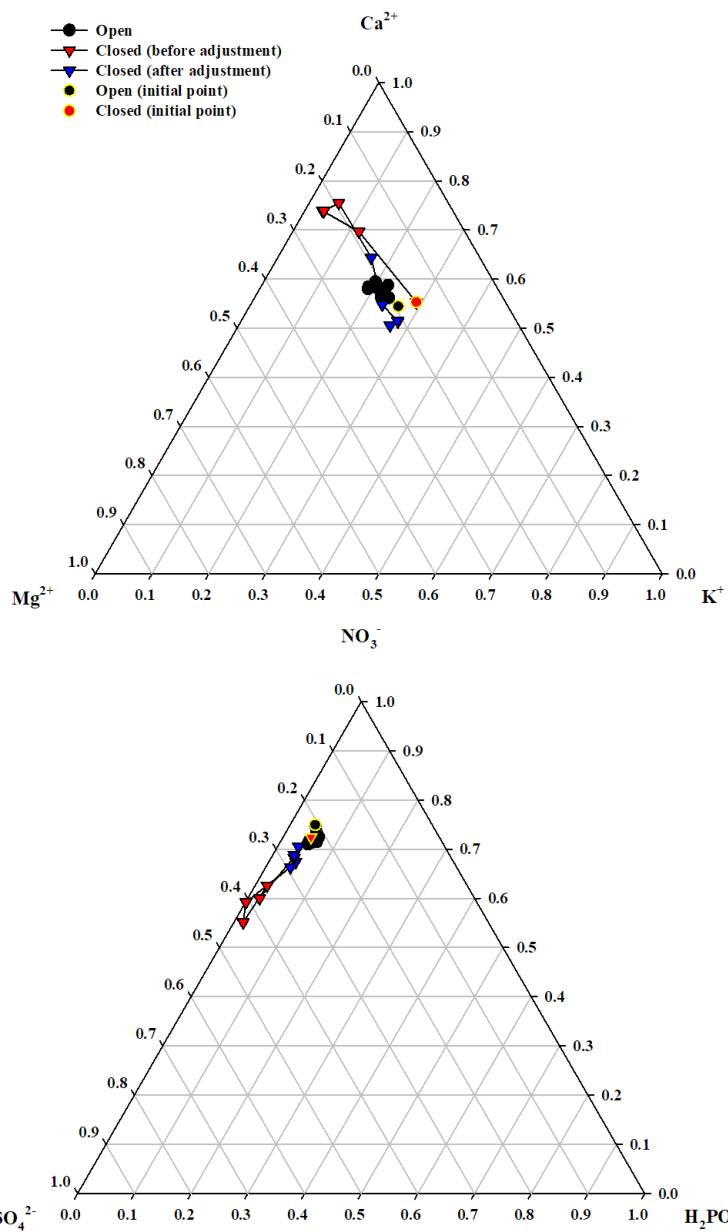 Ca²⁺
Open
Closed (before adjustment)
Closed (after adjustment)
Open (initial point)
Closed (initial point)
0.0 1.0
0.1 0.9
0.2 0.8
0.3 0.7
0.4 0.6
0.5 0.5
0.6 0.4
0.7 0.3
0.8 0.2
0.9 0.1
1.0 0.0
Mg²⁺ 0.0 0.1 0.2 0.3 0.4 0.5 0.6 0.7 0.8 0.9 1.0 K⁺
NO₃⁻
0.0 1.0
0.1 0.9
0.2 0.8
0.3 0.7
0.4 0.6
0.5 0.5
0.6 0.4
0.7 0.3
0.8 0.2
0.9 0.1
1.0 0.0
SO₄²⁻ 0.0 0.1 0.2 0.3 0.4 0.5 0.6 0.7 0.8 0.9 1.0 H₂PO